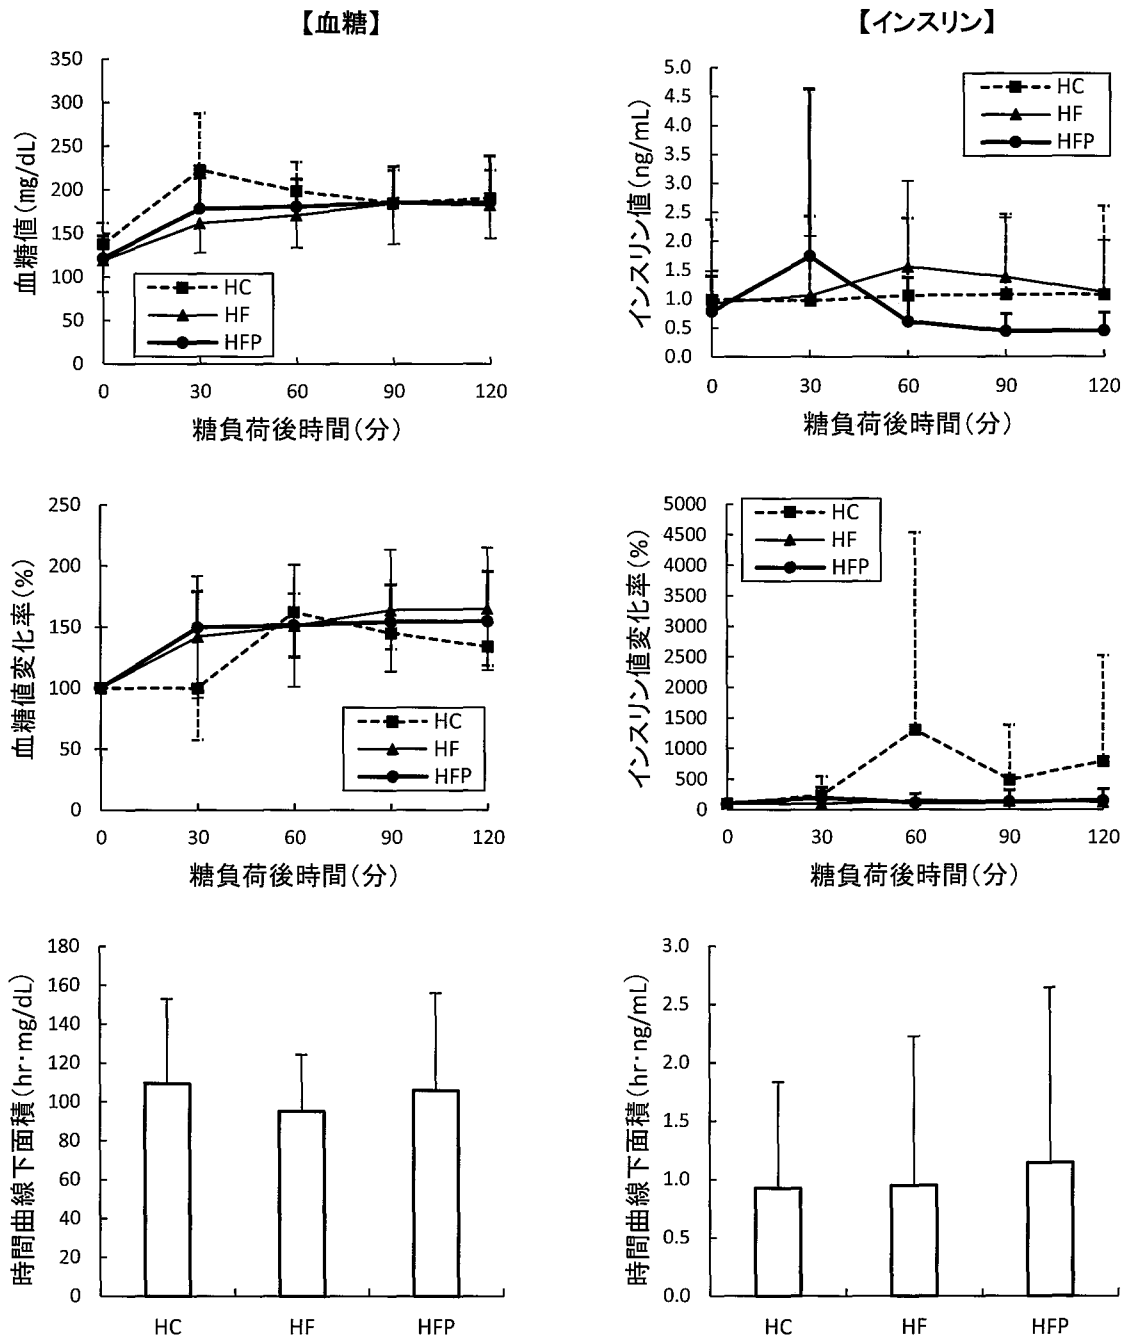 【血糖】
血糖値(mg/dL)
350
300
250
200
150
100
50
0
HC
HF
HFP
0 30 60 90 120
糖負荷後時間(分)
【インスリン】
インスリン値(ng/mL)
5.0
4.5
4.0
3.5
3.0
2.5
2.0
1.5
1.0
0.5
0.0
HC
HF
HFP
0 30 60 90 120
糖負荷後時間(分)
血糖値変化率(%)
250
200
150
100
50
0
HC
HF
HFP
0 30 60 90 120
糖負荷後時間(分)
インスリン値変化率(%)
5000
4500
4000
3500
3000
2500
2000
1500
1000
500
0
HC
HF
HFP
0 30 60 90 120
糖負荷後時間(分)
時間曲線下面積(hr·mg/dL)
180
160
140
120
100
80
60
40
20
0
HC HF HFP
時間曲線下面積(hr·ng/mL)
3.0
2.5
2.0
1.5
1.0
0.5
0.0
HC HF HFP